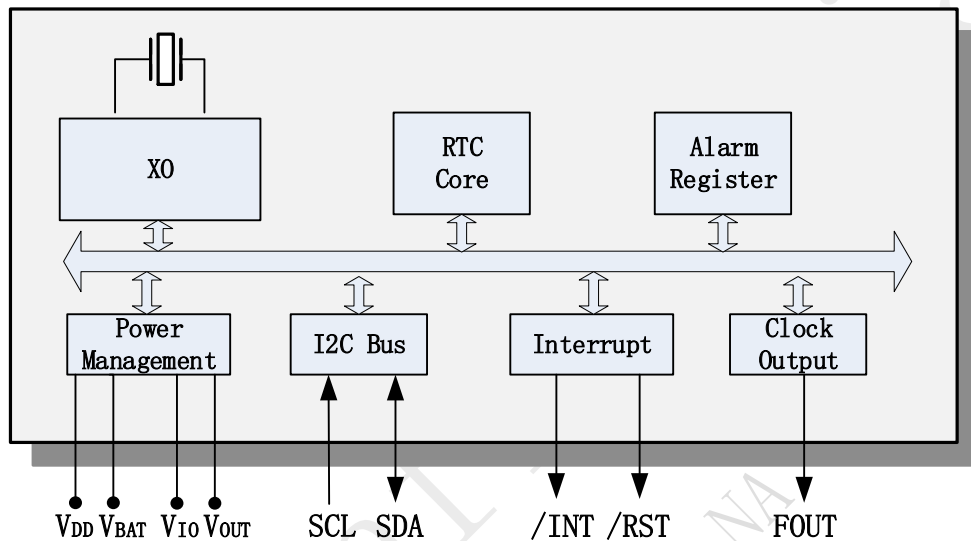 XO
RTC
Core
Alarm
Register
Power
Management
I2C Bus
Interrupt
Clock
Output
VDD VBAT VIO VOUT SCL SDA /INT /RST FOUT